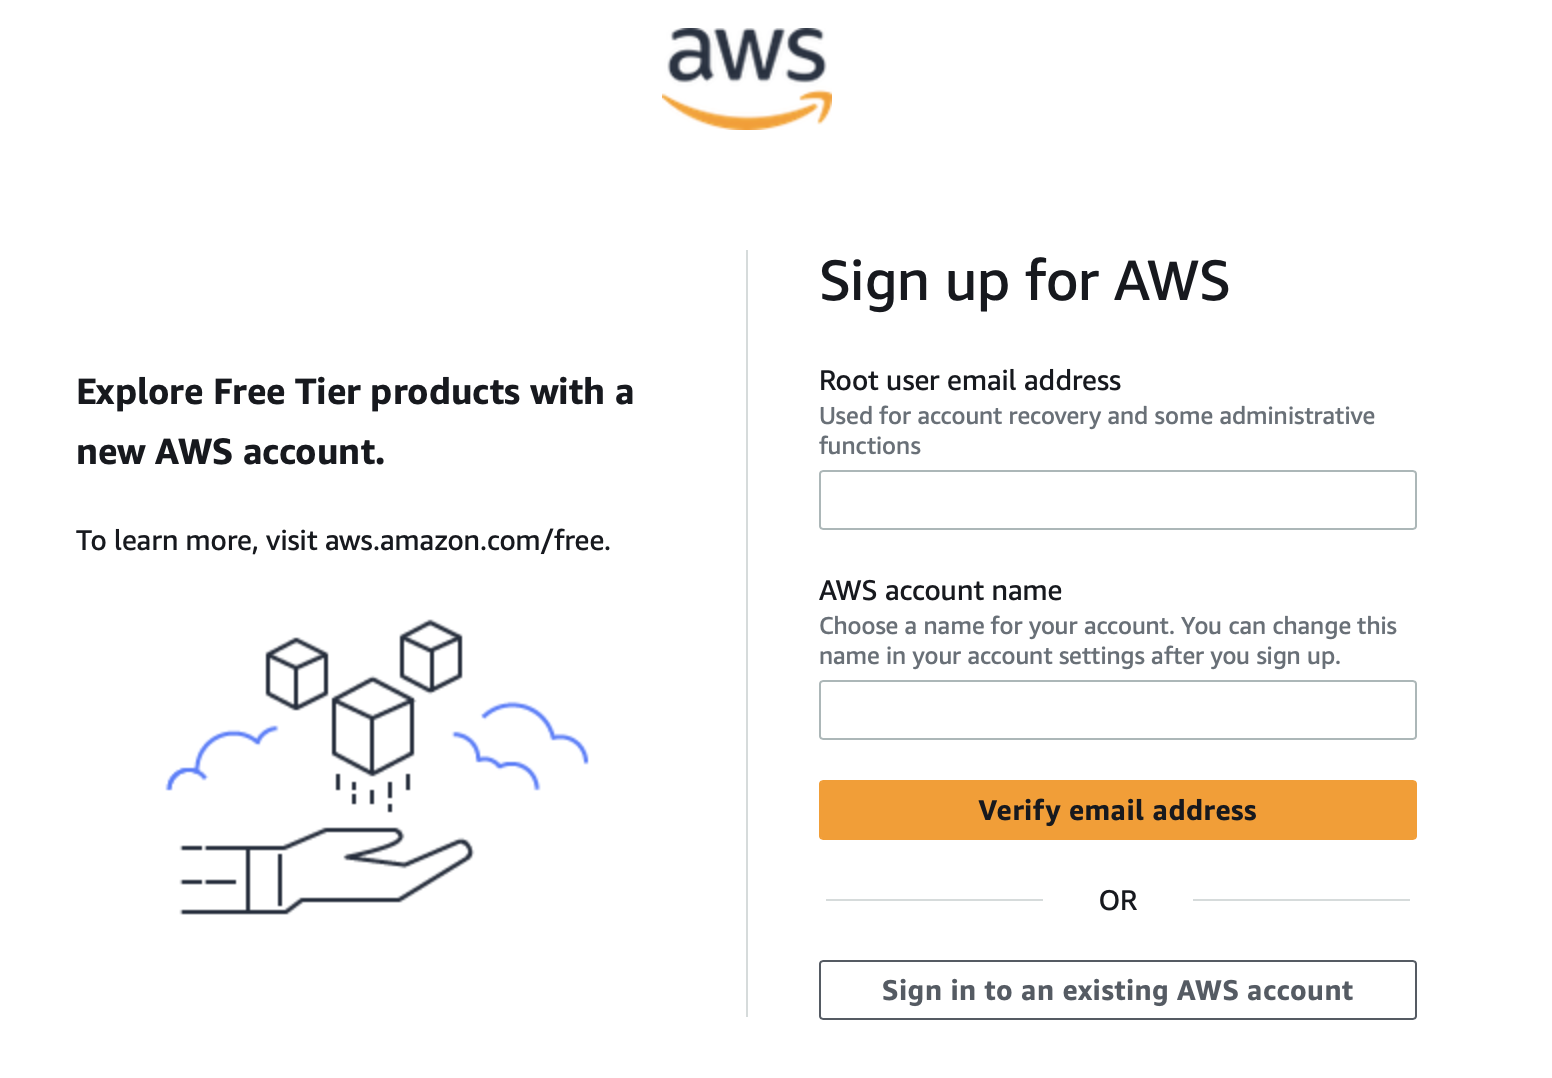 aws
Explore Free Tier products with a
new AWS account.
To learn more, visit aws.amazon.com/free.
Sign up for AWS
Root user email address
Used for account recovery and some administrative
functions
AWS account name
Choose a name for your account. You can change this
name in your account settings after you sign up.
Verify email address
OR
Sign in to an existing AWS account